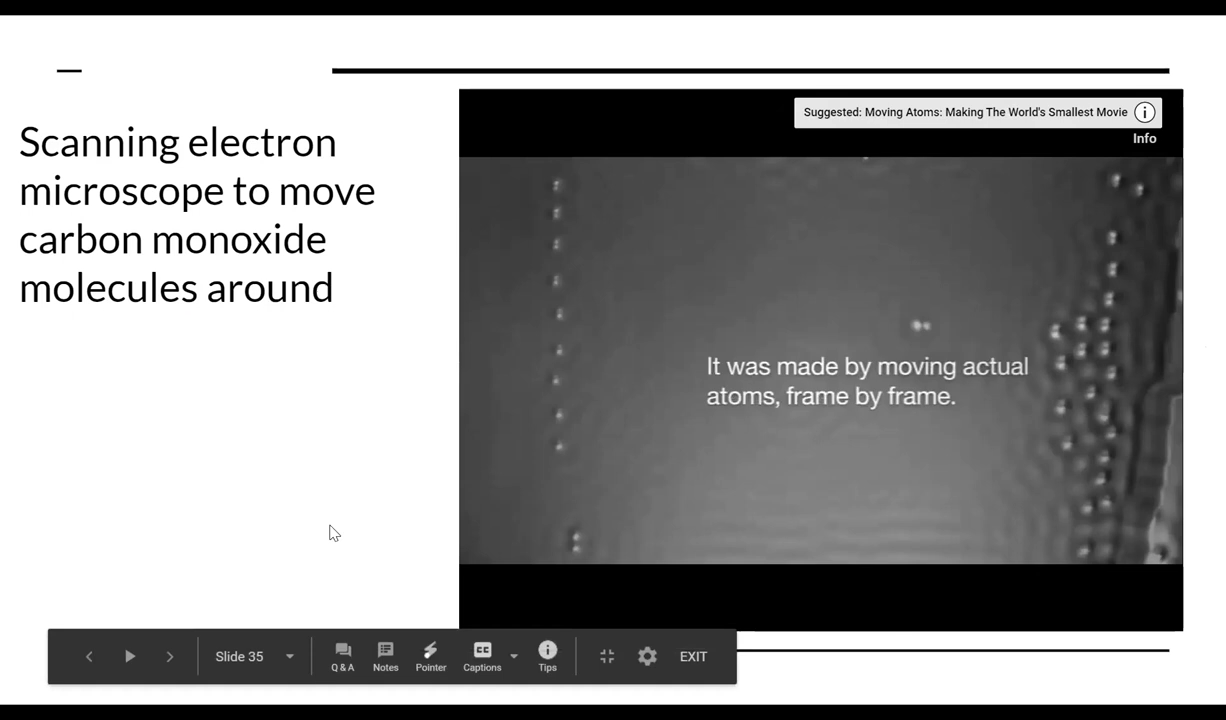 Scanning electron
microscope to move
carbon monoxide
molecules around
Suggested: Moving Atoms: Making The World's Smallest Movie
Info
It was made by moving actual
atoms, frame by frame.
Slide 35
Q & A
Notes
Pointer
CC
Captions
Tips
EXIT